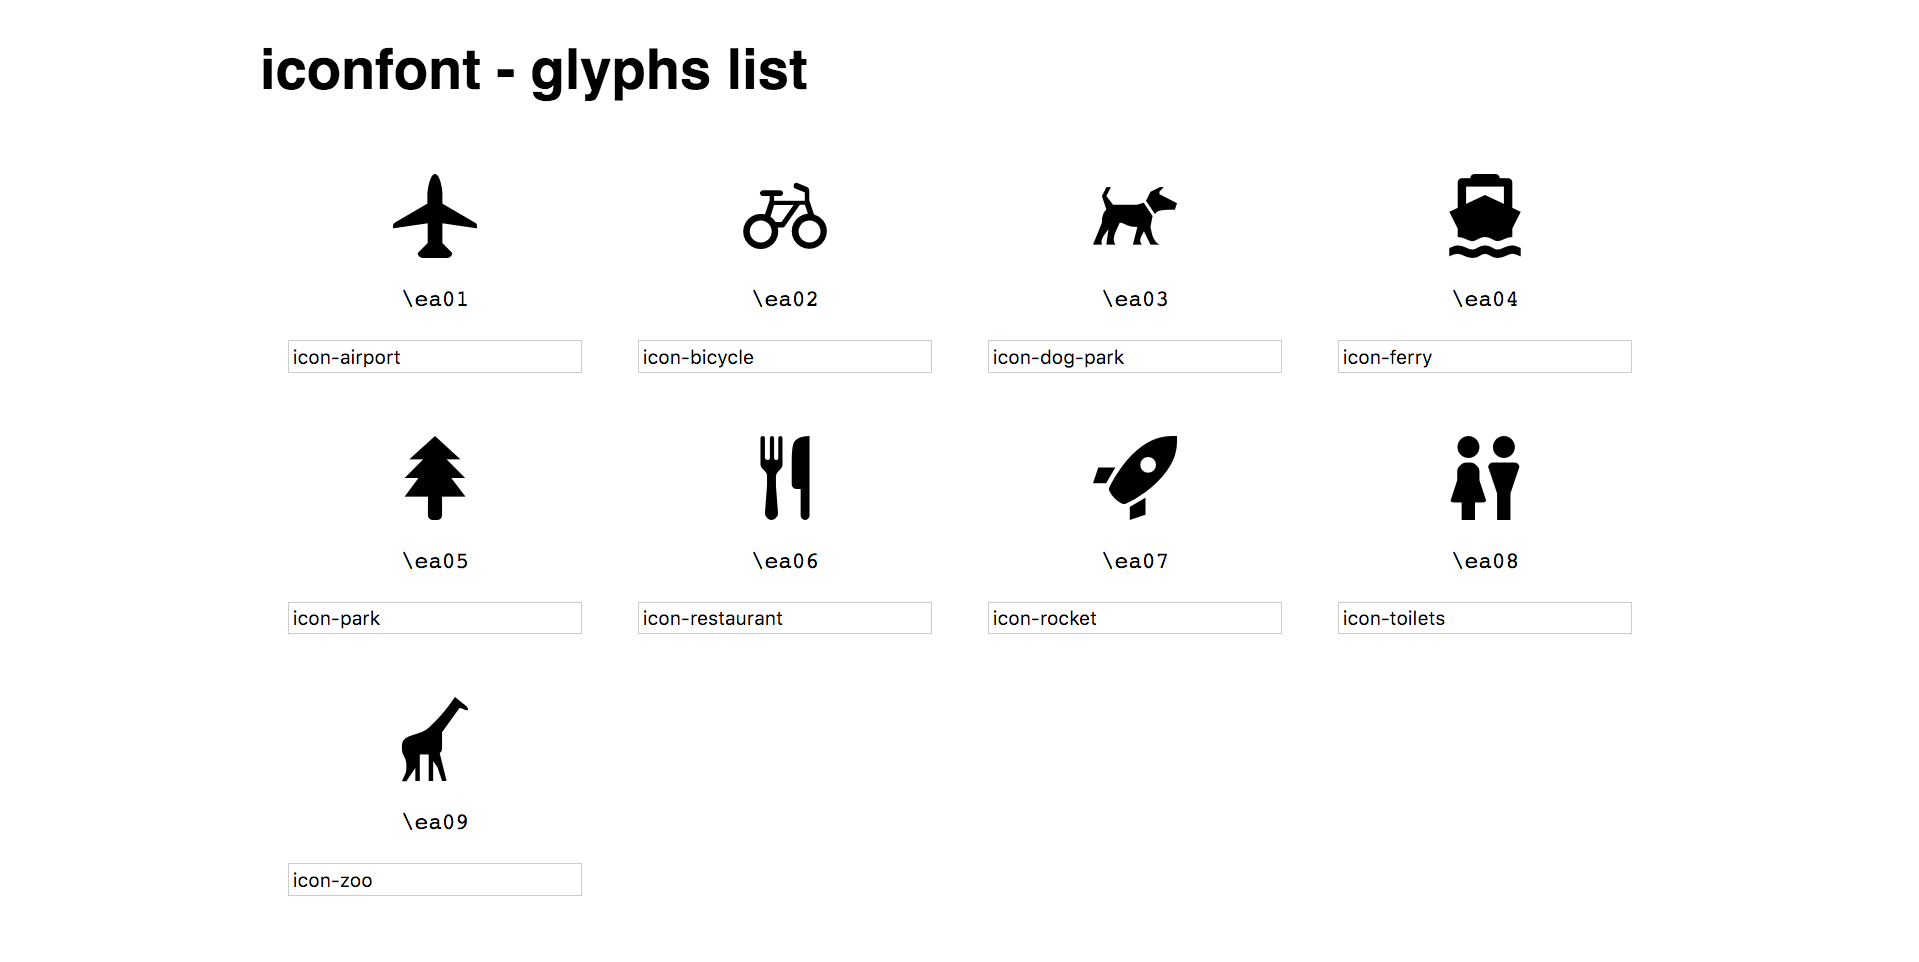 iconfont - glyphs list
\ea01 \ea02 \ea03 \ea04
icon-airport icon-bicycle icon-dog-park icon-ferry
\ea05 \ea06 \ea07 \ea08
icon-park icon-restaurant icon-rocket icon-toilets
\ea09
icon-zoo